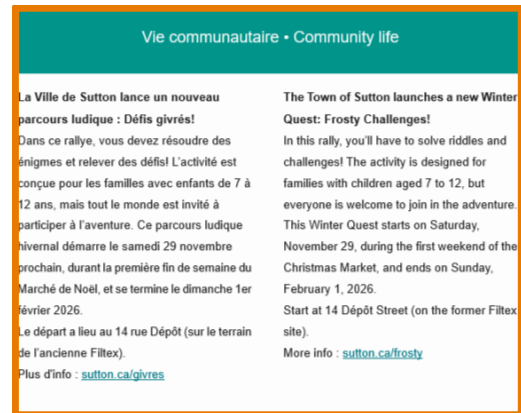 Vie communautaire • Community life
La Ville de Sutton lance un nouveau
parcours ludique : Défis givrés!
Dans ce rallye, vous devez résoudre des
énigmes et relever des défis! L'activité est
conçue pour les familles avec enfants de 7 à
12 ans, mais tout le monde est invité à
participer à l'aventure. Ce parcours ludique
hivernal démarre le samedi 29 novembre
prochain, durant la première fin de semaine du
Marché de Noël, et se termine le dimanche 1er
février 2026.
Le départ a lieu au 14 rue Dépôt (sur le terrain
de l'ancienne Filtex).
Plus d'info : sutton.ca/givres
The Town of Sutton launches a new Winter
Quest: Frosty Challenges!
In this rally, you'll have to solve riddles and
challenges! The activity is designed for
families with children aged 7 to 12, but
everyone is welcome to join in the adventure.
This Winter Quest starts on Saturday,
November 29, during the first weekend of the
Christmas Market, and ends on Sunday,
February 1, 2026.
Start at 14 Dépôt Street (on the former Filtex
site).
More info : sutton.ca/frosty